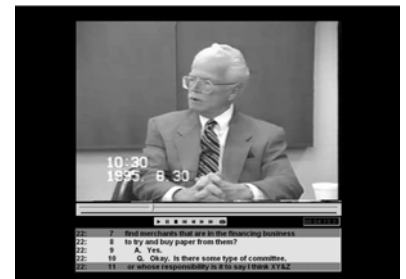 10:30
1995. 8.30
22: 7 find merchants that are in the financing business
22: 8 to try and buy paper from them?
22: 9 A. Yes.
22: 10 Q. Okay. Is there some type of committee,
22: 11 or whose responsibility is it to say I think XY&Z